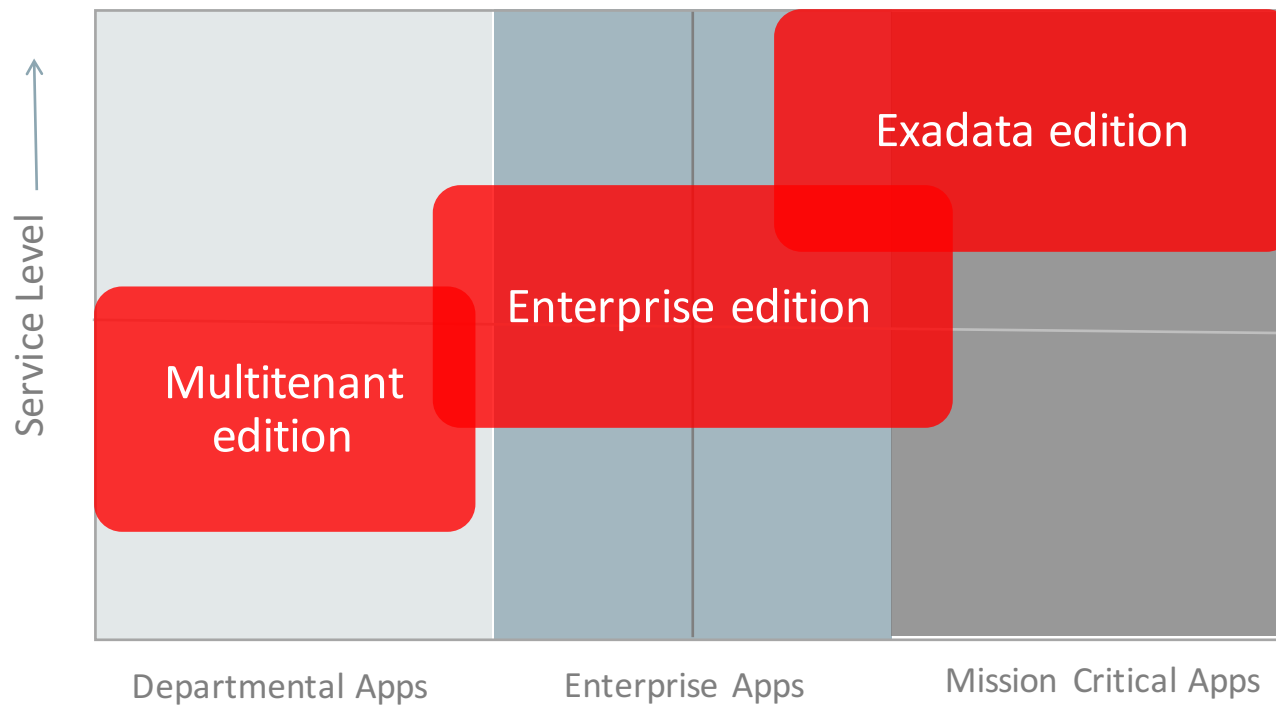 Exadata edition
Enterprise edition
Multitenant
edition
Service Level
Departmental Apps
Enterprise Apps
Mission Critical Apps